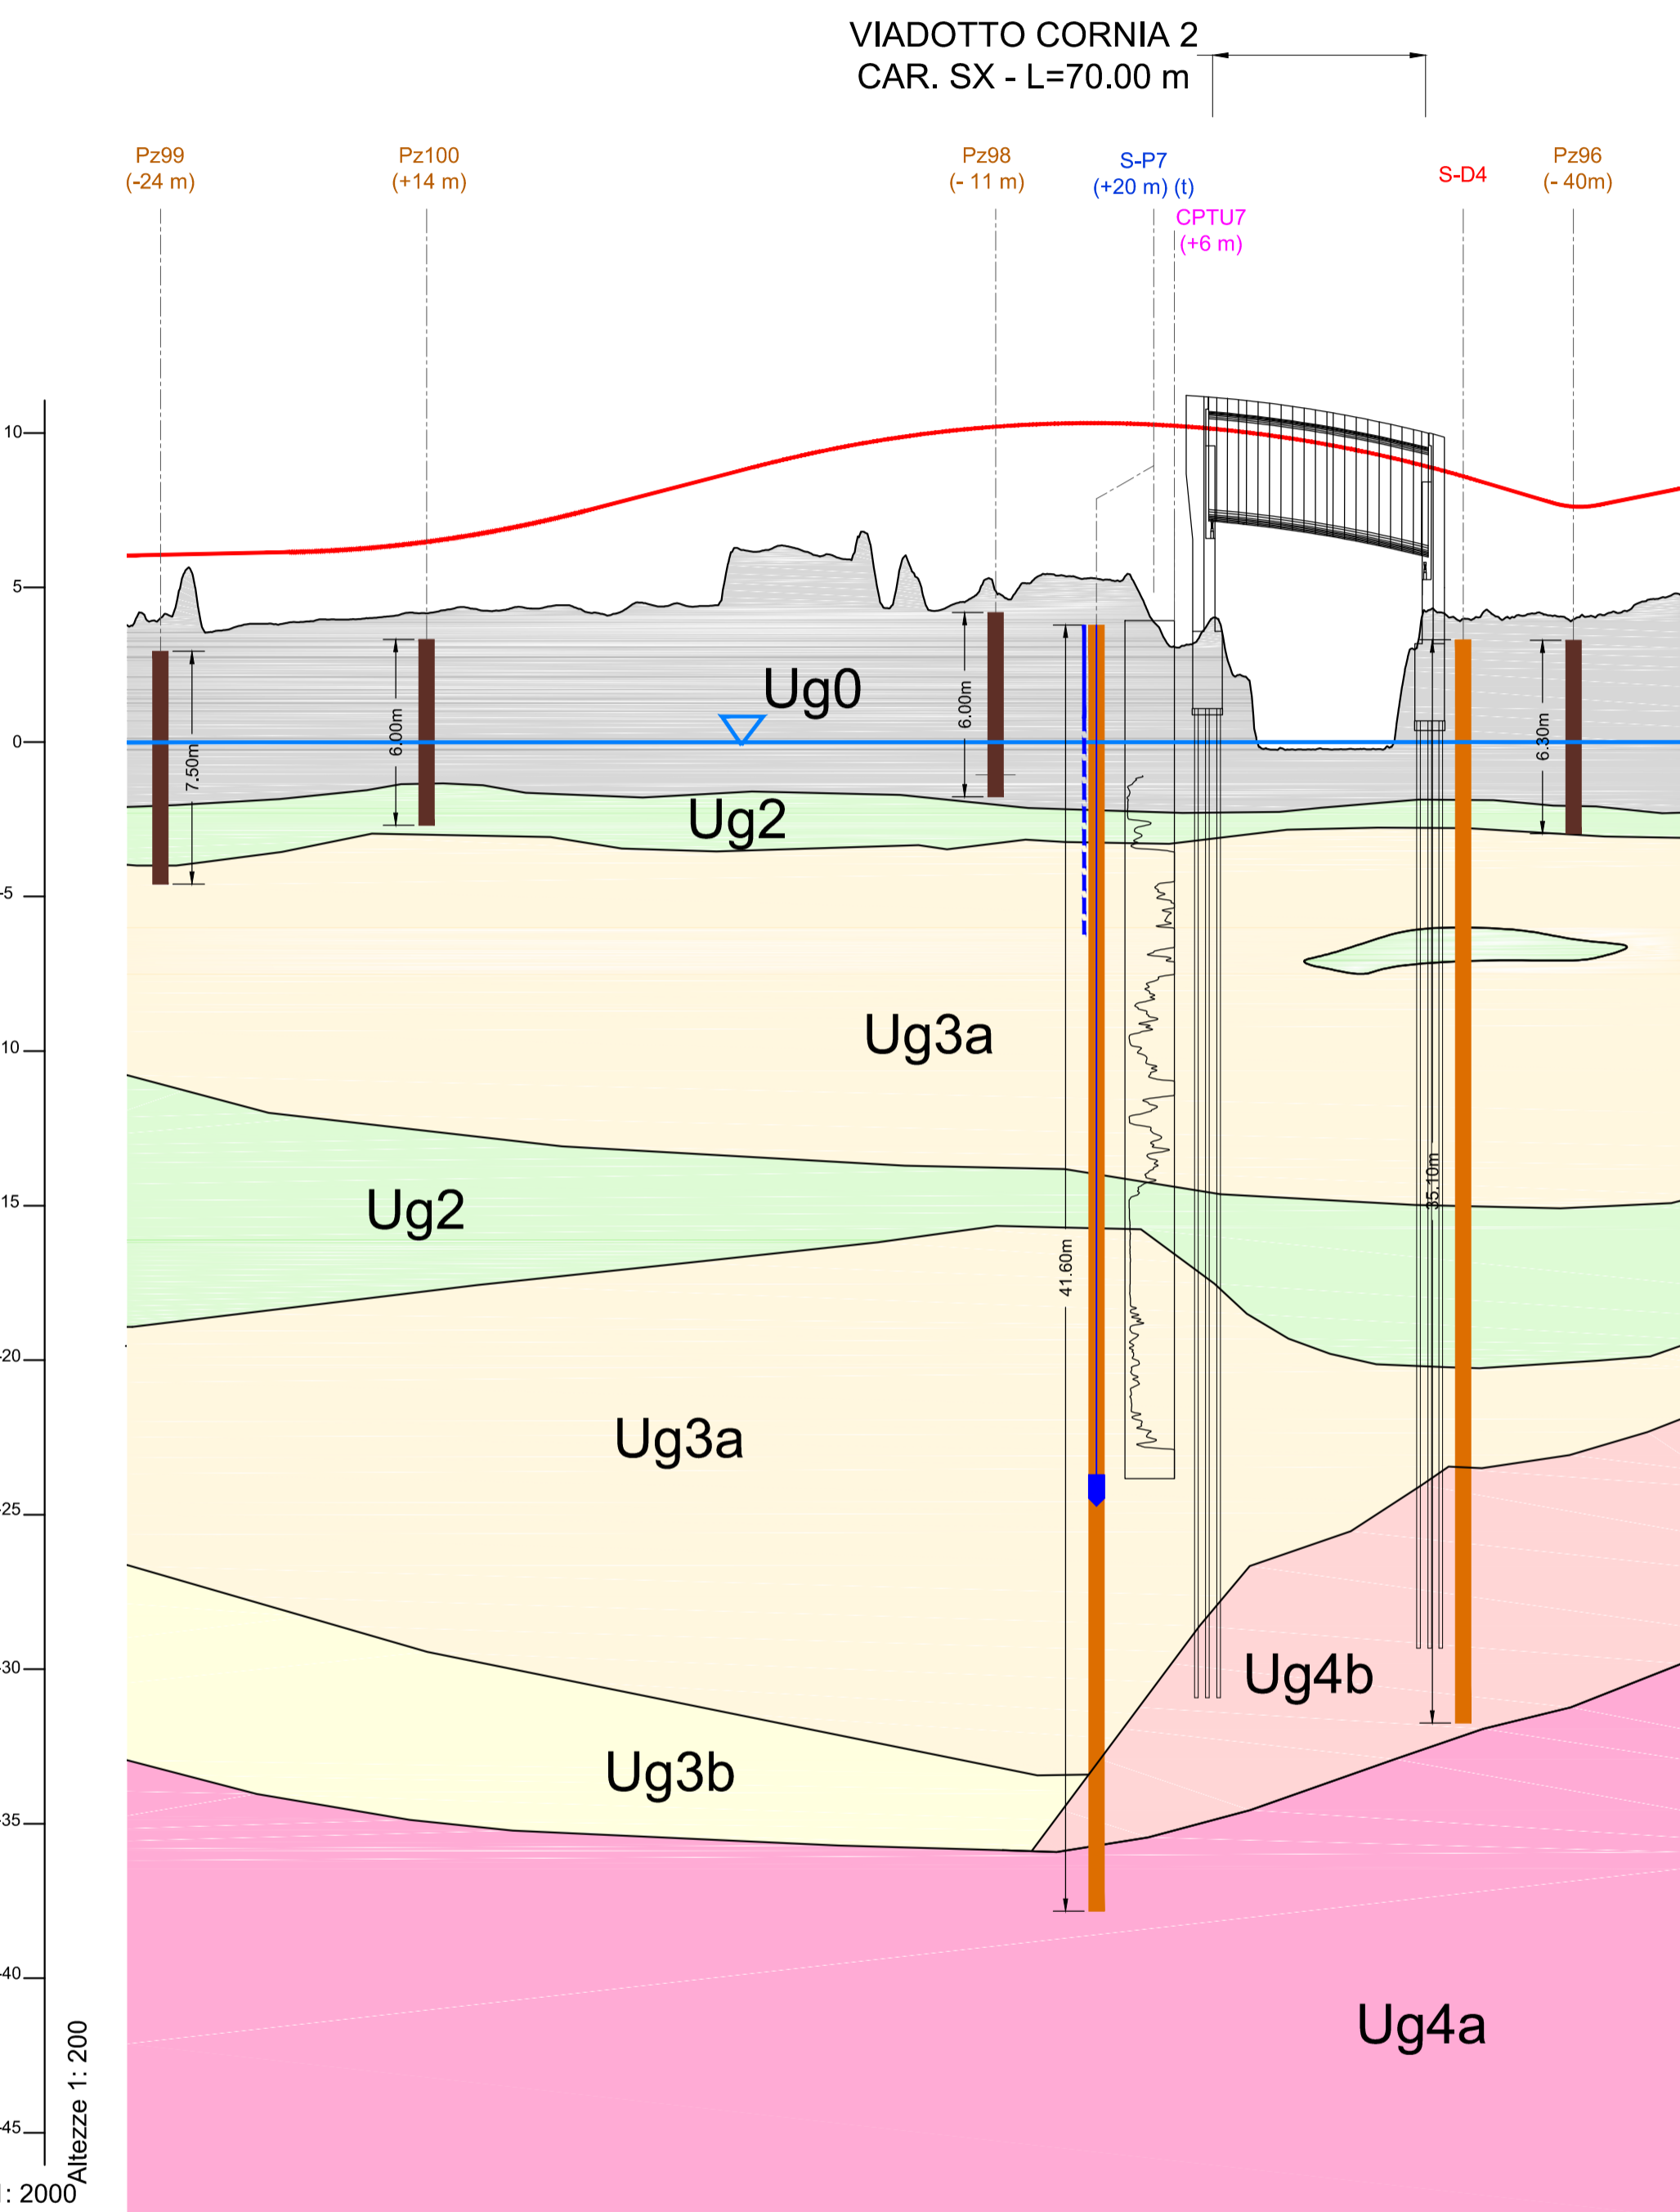 VIADOTTO CORNIA 2
CAR. SX - L=70.00 m
Pz99
(-24 m)
Pz100
(+14 m)
Pz98
(- 11 m)
S-P7
(+20 m) (t)
CPTU7
(+6 m)
S-D4
Pz96
(- 40m)
10
5
0
-5
10
15
20
25
30
35
40
45
7.50m
6.00m
6.00m
6.30m
41.60m
35.10m
Ug0
Ug2
Ug3a
Ug2
Ug3a
Ug4b
Ug3b
Ug4a
Altezze 1: 200
: 2000